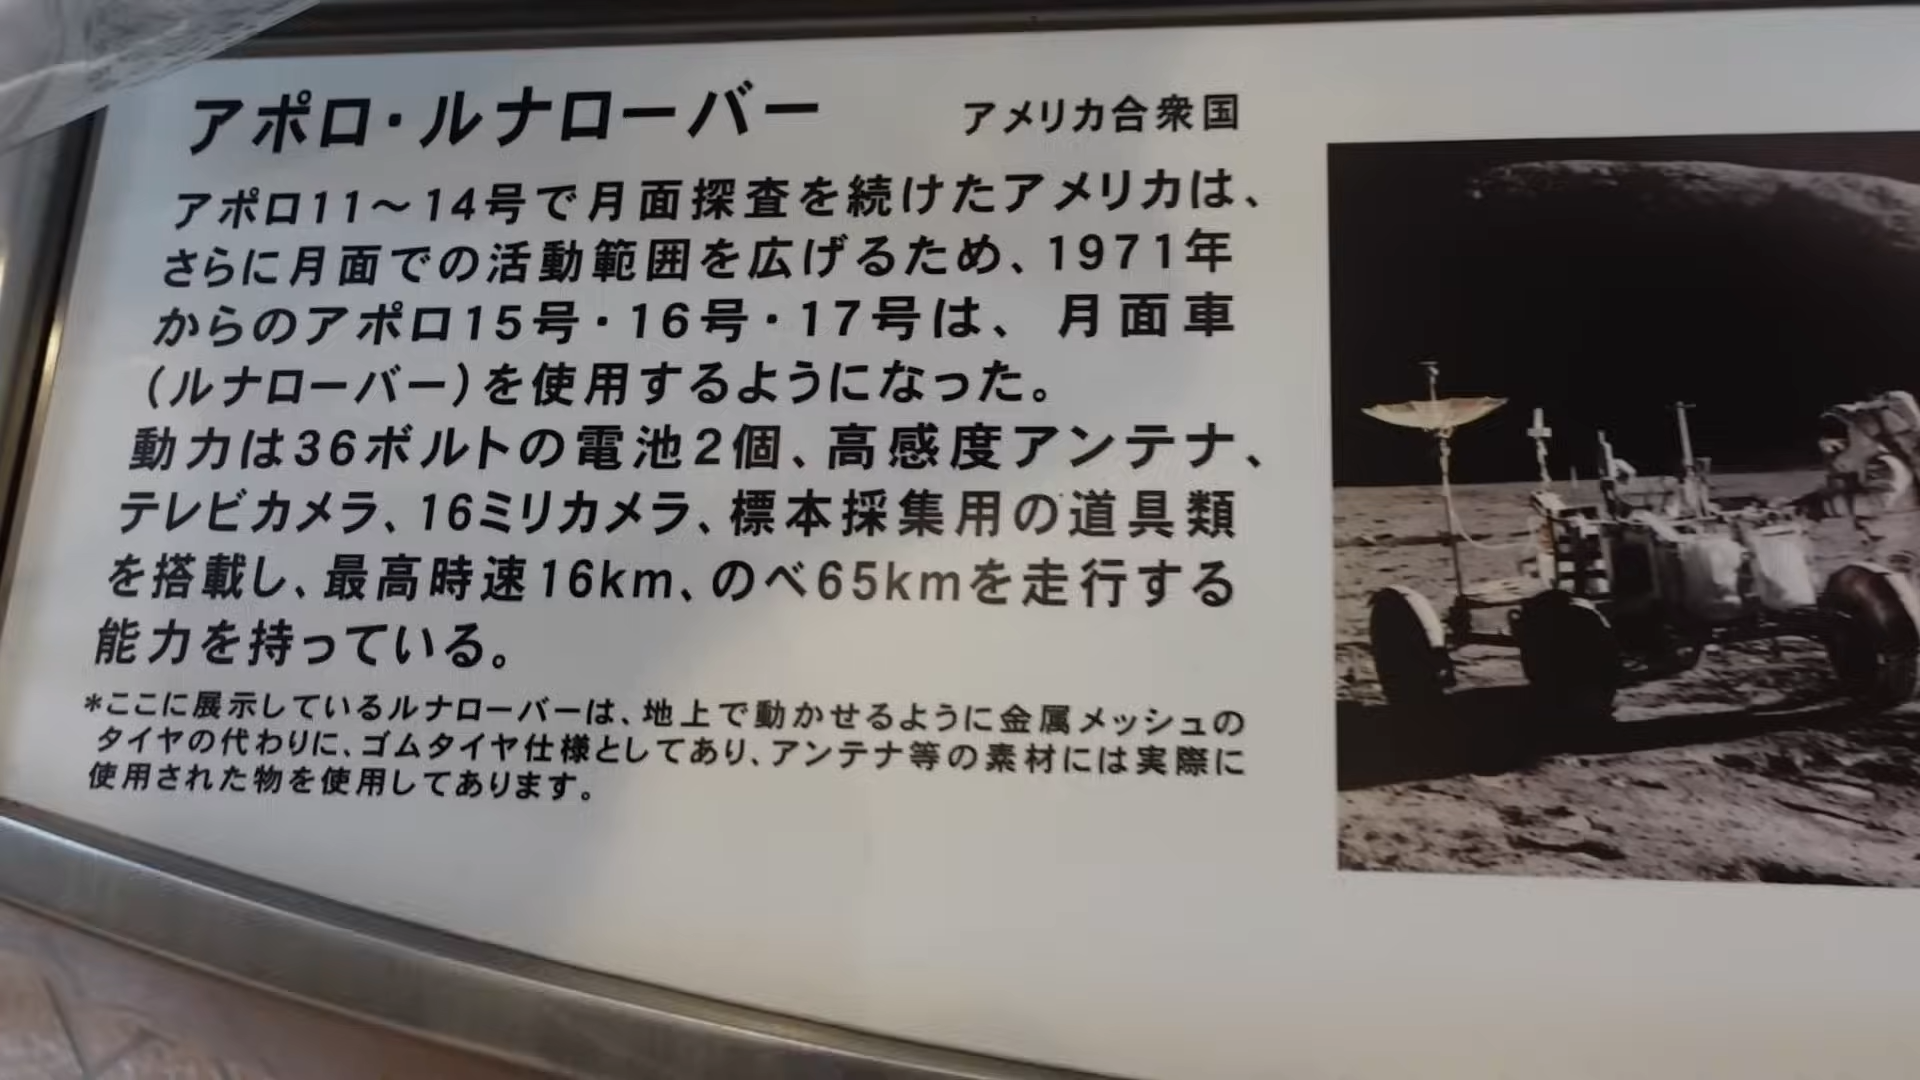 アポロ・ルナローバー アメリカ合衆国
アポロ11～14号で月面探査を続けたアメリカは、
さらに月面での活動範囲を広げるため、1971年
からのアポロ15号・16号・17号は、月面車
(ルナローバー)を使用するようになった。
動力は36ボルトの電池2個、高感度アンテナ、
テレビカメラ、16ミリカメラ、標本採集用の道具類
を搭載し、最高時速16km、のべ65kmを走行する
能力を持っている。
*ここに展示しているルナローバーは、地上で動かせるように金属メッシュの
タイヤの代わりに、ゴムタイヤ仕様としてあり、アンテナ等の素材には実際に
使用された物を使用してあります。